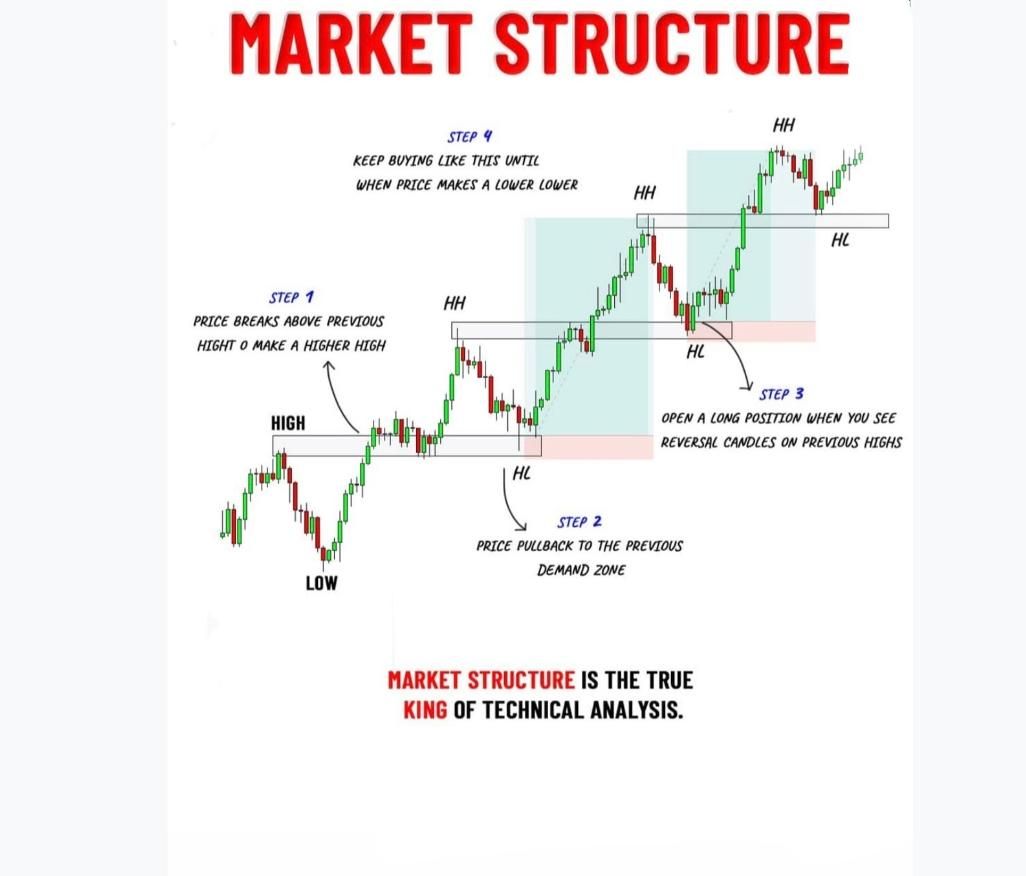 MARKET STRUCTURE
STEP 4
KEEP BUYING LIKE THIS UNTIL
WHEN PRICE MAKES A LOWER LOWER
HH
HH
HL
STEP 1
PRICE BREAKS ABOVE PREVIOUS
HIGHT O MAKE A HIGHER HIGH
HH
HL
STEP 3
OPEN A LONG POSITION WHEN YOU SEE
REVERSAL CANDLES ON PREVIOUS HIGHS
HIGH
HL
STEP 2
PRICE PULLBACK TO THE PREVIOUS
DEMAND ZONE
LOW
MARKET STRUCTURE IS THE TRUE
KING OF TECHNICAL ANALYSIS.